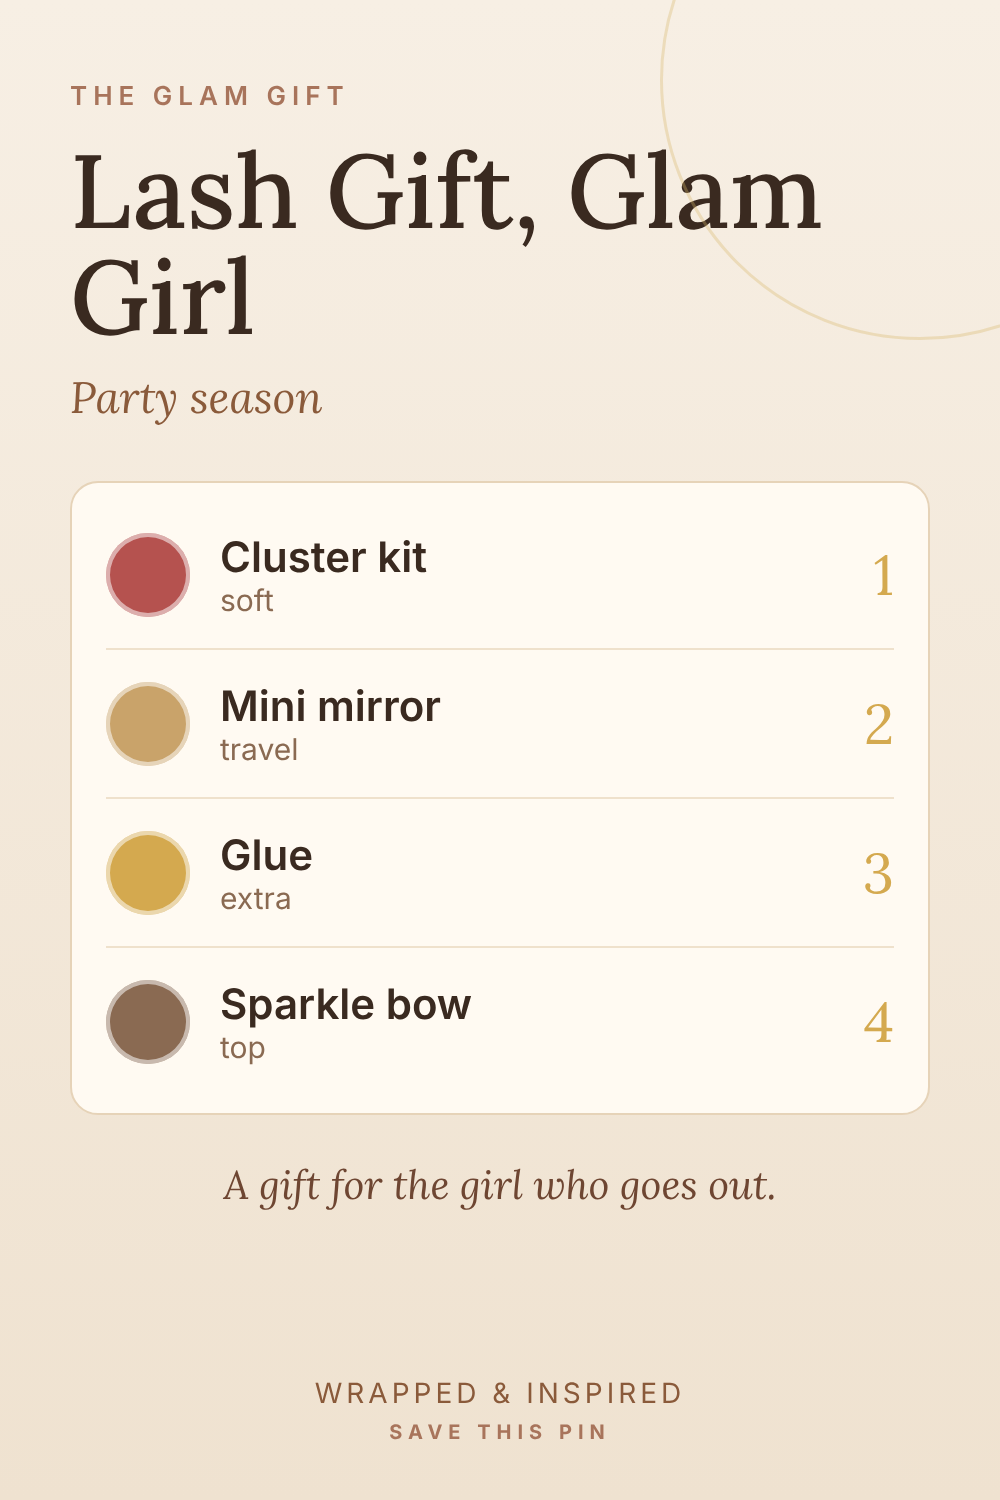 THE GLAM GIFT
Lash Gift, Glam
Girl
Party season
Cluster kit
soft
1
Mini mirror
travel
2
Glue
extra
3
Sparkle bow
top
4
A gift for the girl who goes out.
WRAPPED & INSPIRED
SAVE THIS PIN